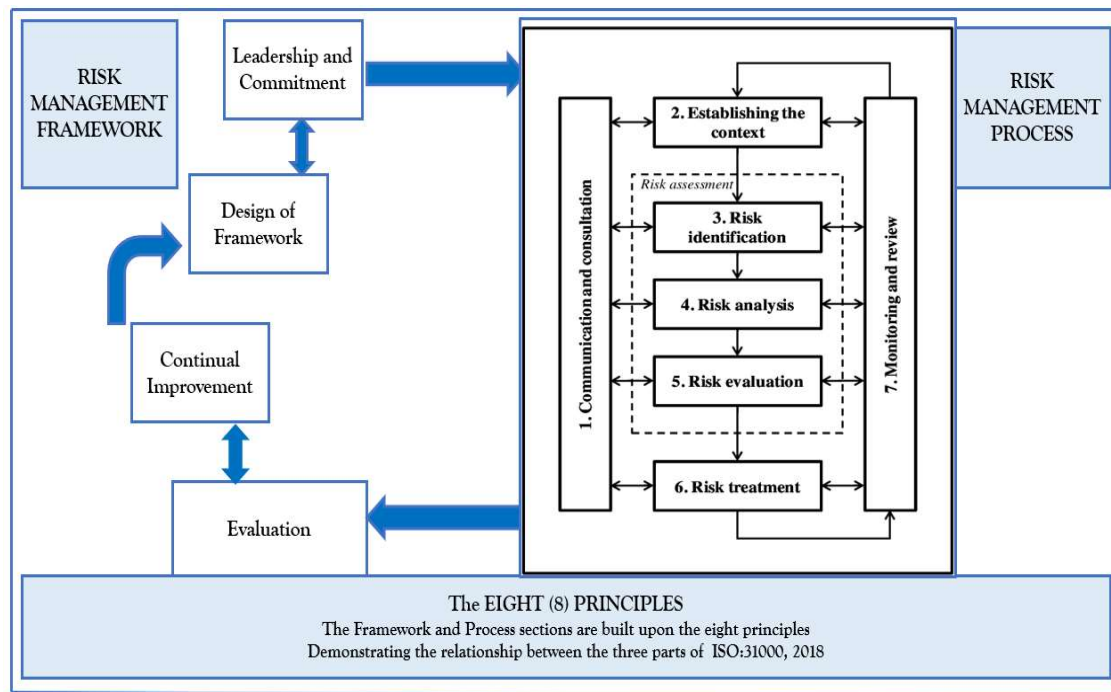 RISK
MANAGEMENT
FRAMEWORK
Leadership and
Commitment
Design of
Framework
Continual
Improvement
Evaluation
1. Communication and consultation
2. Establishing the
context
Risk assessment
3. Risk
identification
4. Risk analysis
5. Risk evaluation
6. Risk treatment
7. Monitoring and review
RISK
MANAGEMENT
PROCESS
The EIGHT (8) PRINCIPLES
The Framework and Process sections are built upon the eight principles
Demonstrating the relationship between the three parts of ISO:31000, 2018